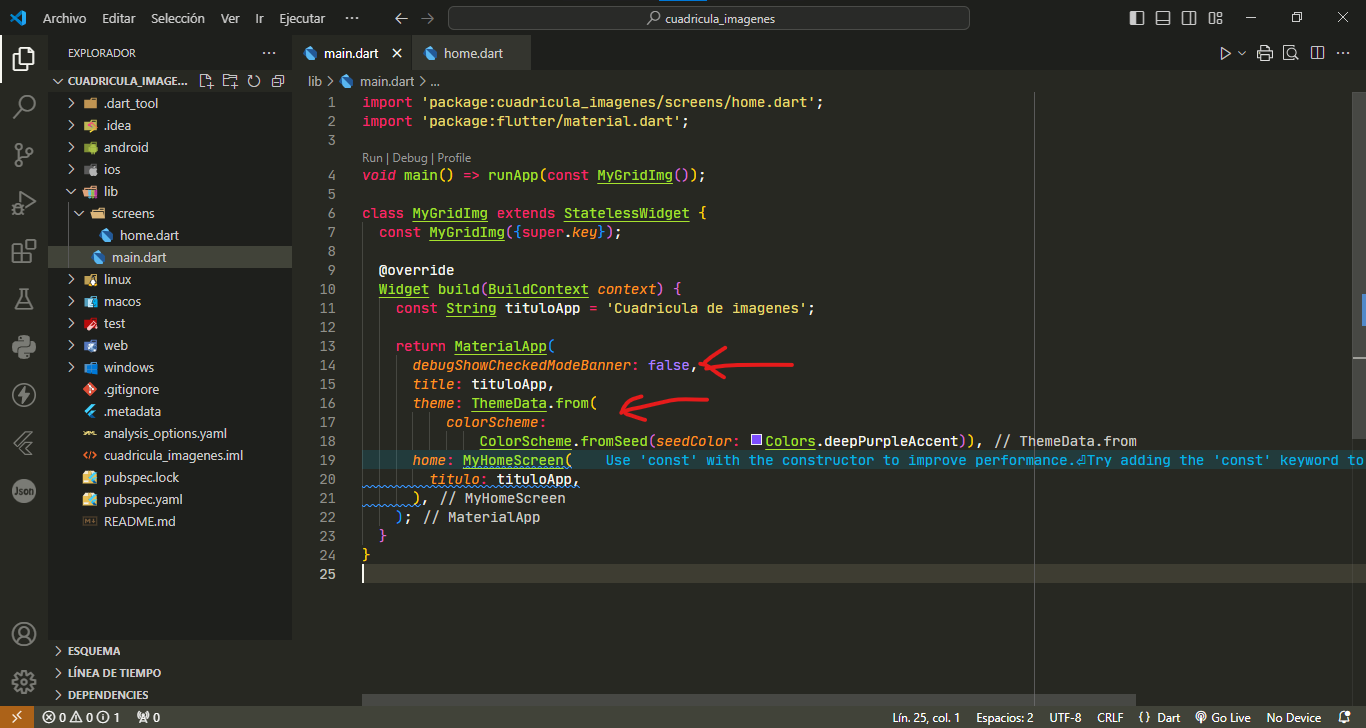 Archivo Editar Selección Ver Ir Ejecutar ··· cuadricula_imagenes
EXPLORADOR ···
main.dart home.dart
CUADRICULA_IMAGE...
lib > main.dart > ...
.dart_tool
.idea
android
ios
lib
screens
home.dart
main.dart
linux
macos
test
web
windows
.gitignore
.metadata
analysis_options.yaml
cuadricula_imagenes.iml
pubspec.lock
pubspec.yaml
README.md
ESQUEMA
LÍNEA DE TIEMPO
DEPENDENCIES
Json
1 import 'package:cuadricula_imagenes/screens/home.dart';
2 import 'package:flutter/material.dart';
3
Run | Debug | Profile
4 void main() => runApp(const MyGridImg());
5
6 class MyGridImg extends StatelessWidget {
7 const MyGridImg({super.key});
8
9 @override
10 Widget build(BuildContext context) {
11 const String tituloApp = 'Cuadricula de imagenes';
12
13 return MaterialApp(
14 debugShowCheckedModeBanner: false,
15 title: tituloApp,
16 theme: ThemeData.from(
17 colorScheme:
18 ColorScheme.fromSeed(seedColor: Colors.deepPurpleAccent)), // ThemeData.from
19 home: MyHomeScreen( Use 'const' with the constructor to improve performance.⏎Try adding the 'const' keyword to
20 titulo: tituloApp,
21 ), // MyHomeScreen
22 ); // MaterialApp
23 }
24 }
25
0 0 1 0 Lín. 25, col. 1 Espacios: 2 UTF-8 CRLF {} Dart Go Live No Device